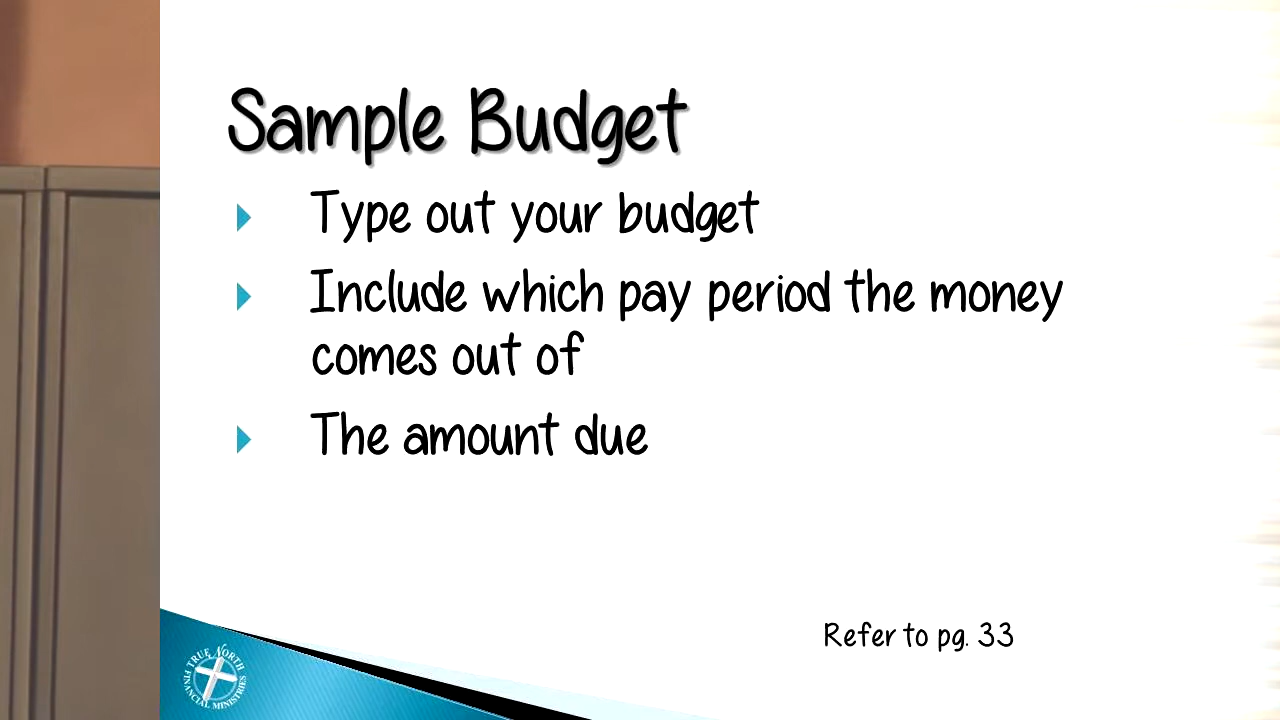 Sample Budget
Type out your budget
Include which pay period the money
comes out of
The amount due
Refer to pg. 33
TRUE NORTH
FINANCIAL MINISTRIES